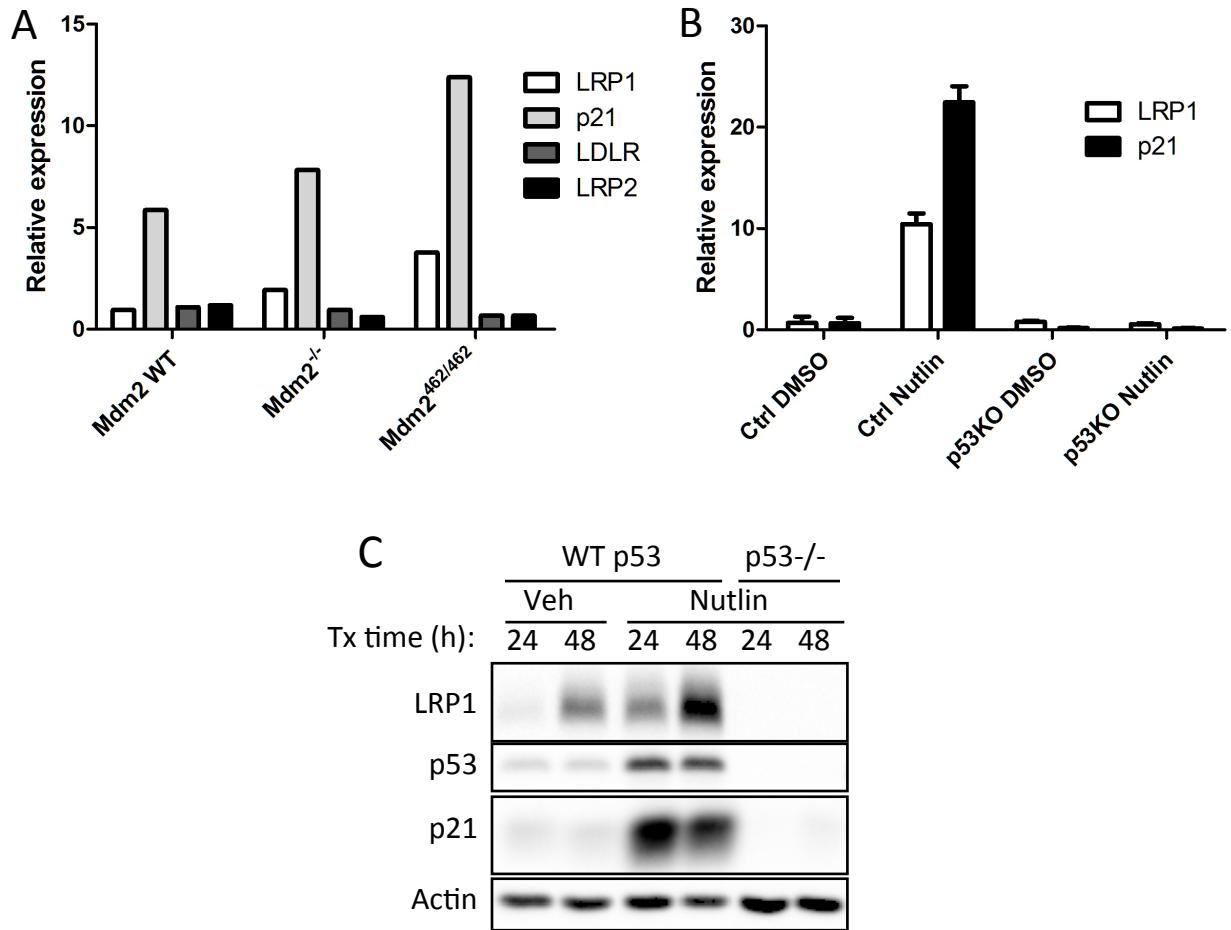 A
15
10
5
0
Relative expression
LRP1
p21
LDLR
LRP2
Mdm2 WT
Mdm2-/-
Mdm2462/462
B
30
20
10
0
Relative expression
LRP1
p21
Ctrl DMSO
Ctrl Nutlin
p53KO DMSO
p53KO Nutlin
C
WT p53 p53-/-
Veh Nutlin
Tx time (h): 24 48 24 48 24 48
LRP1
p53
p21
Actin